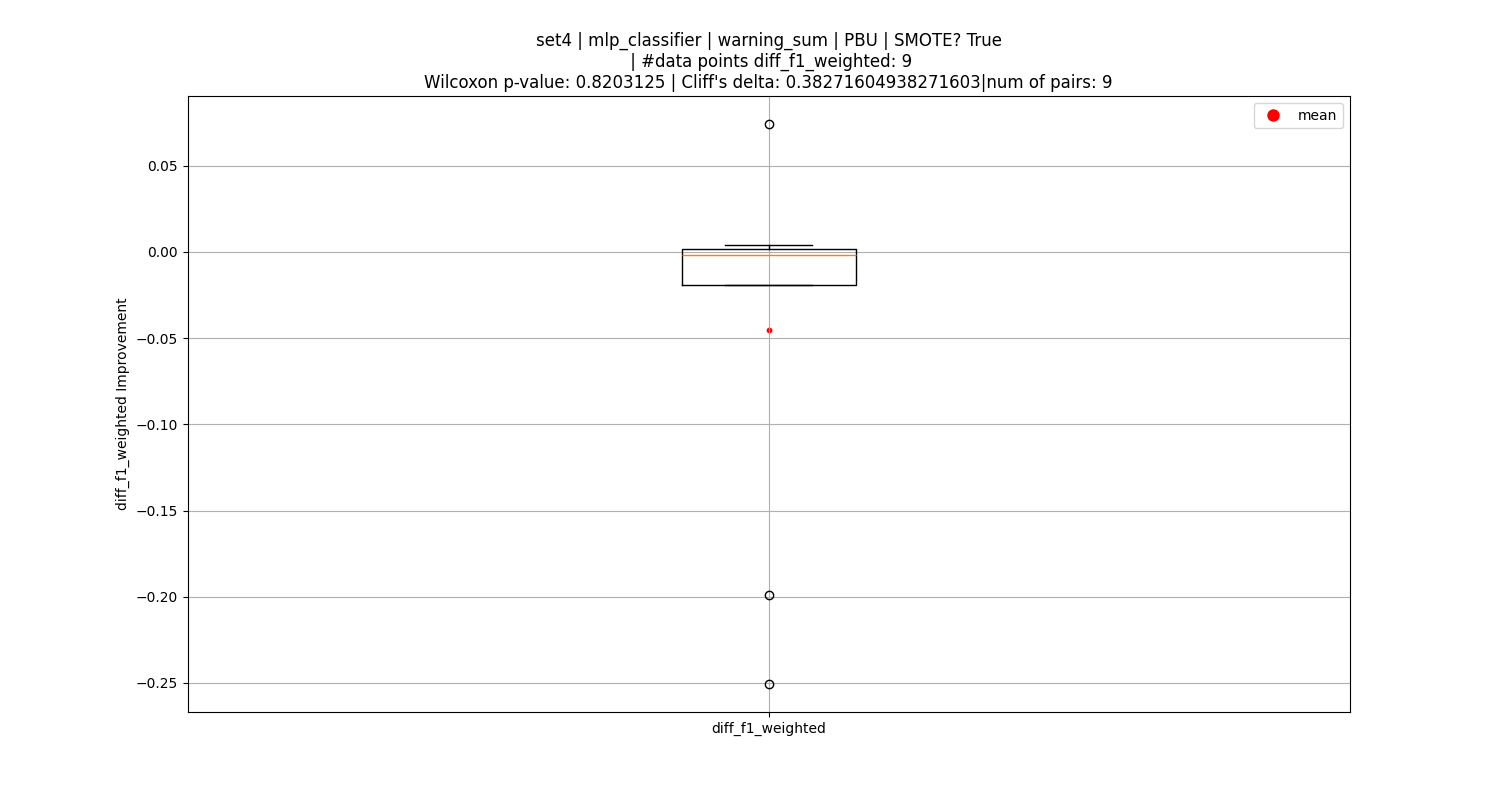 set4 | mlp_classifier | warning_sum | PBU | SMOTE? True
| #data points diff_f1_weighted: 9
Wilcoxon p-value: 0.8203125 | Cliff's delta: 0.38271604938271603|num of pairs: 9
mean
0.05
0.00
−0.05
−0.10
−0.15
−0.20
−0.25
diff_f1_weighted Improvement
diff_f1_weighted